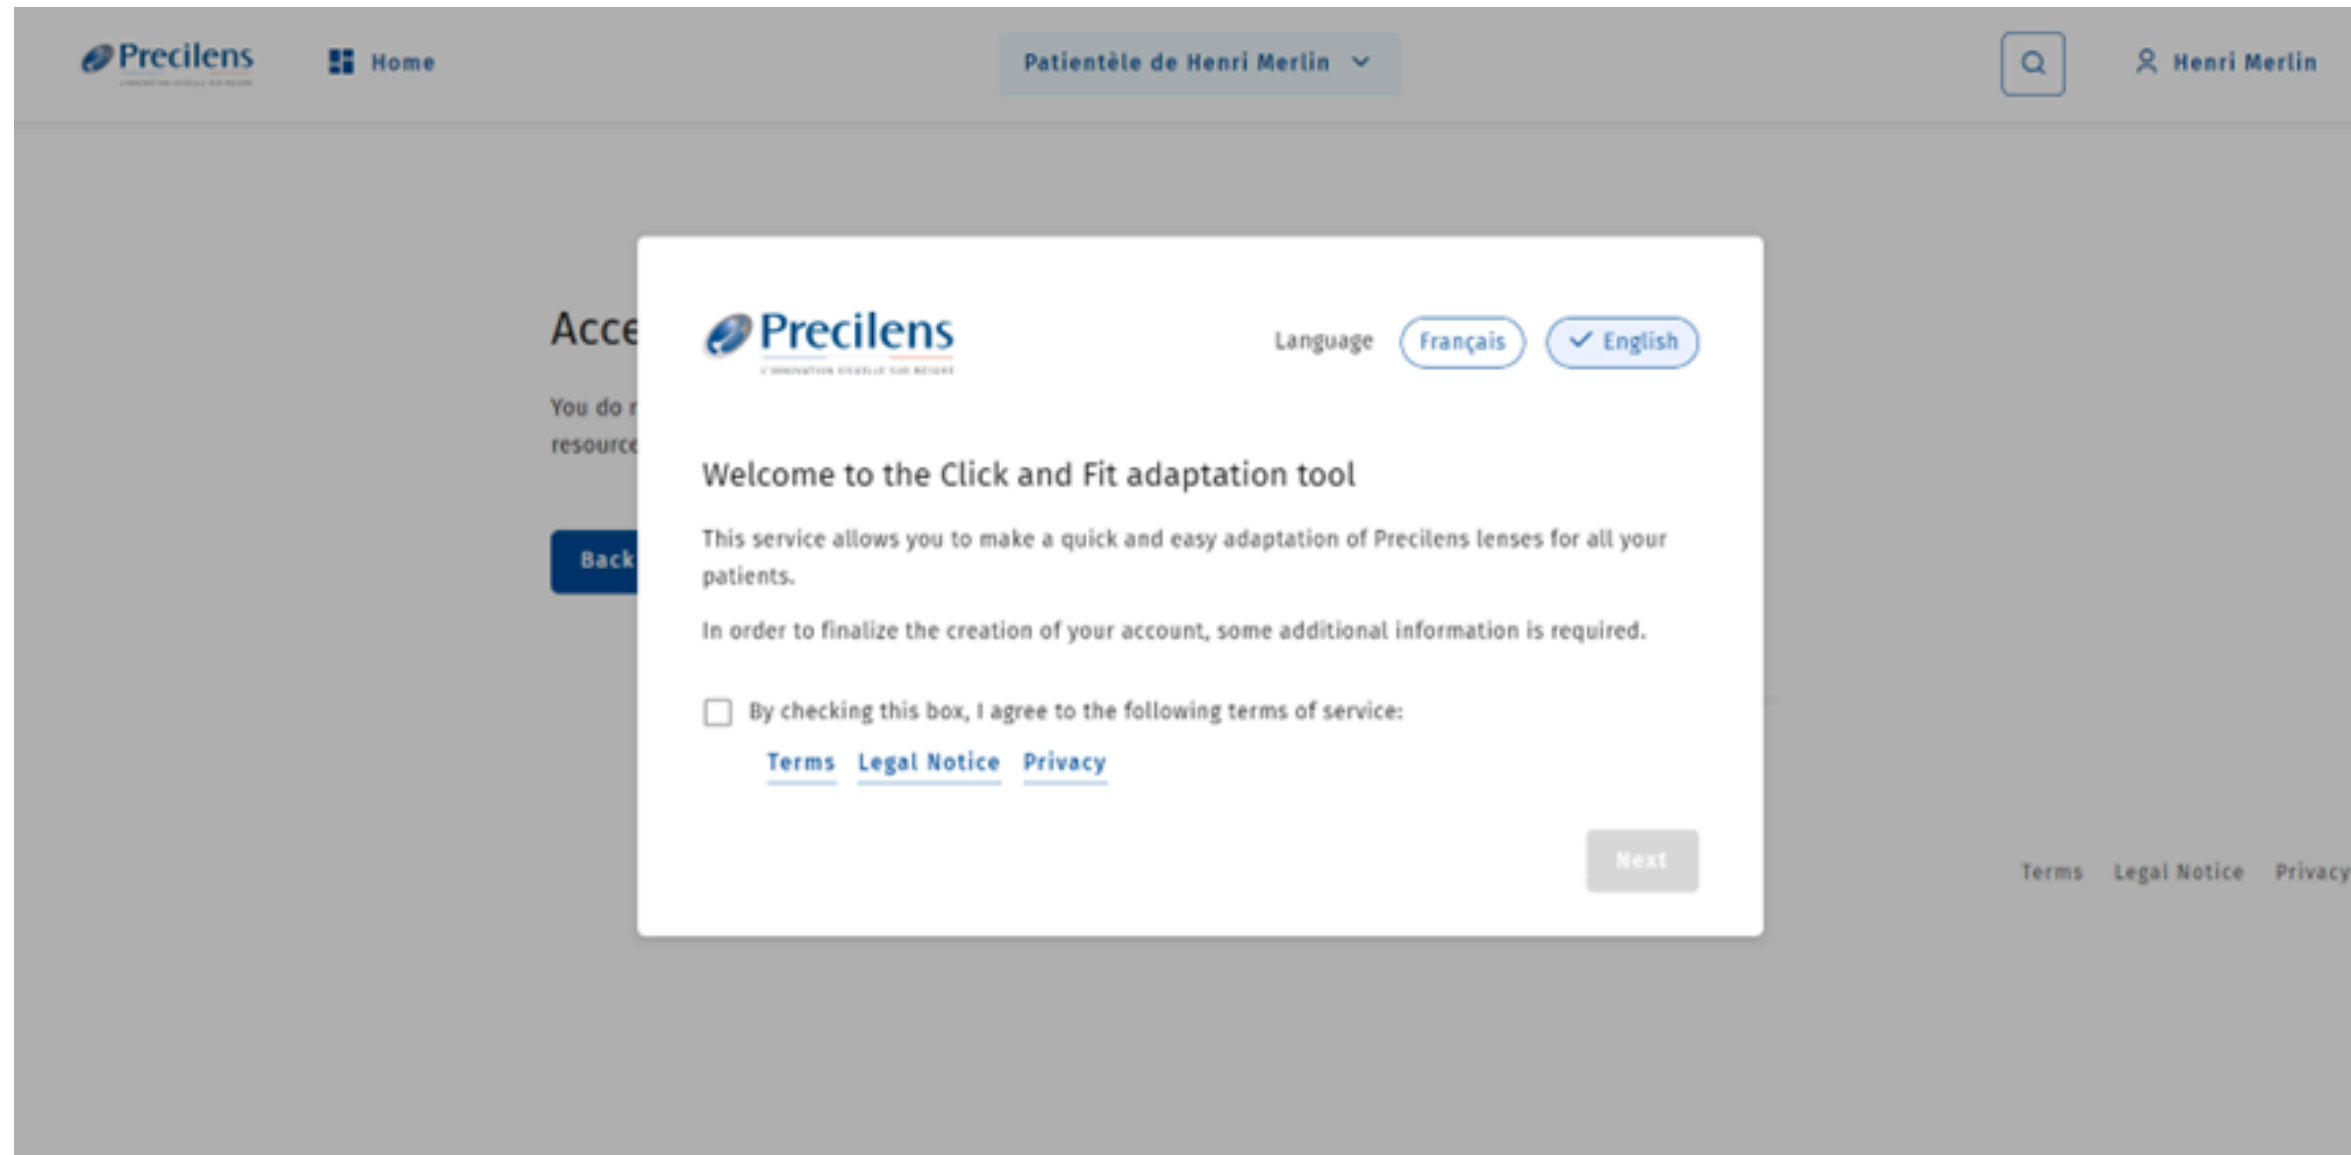 Precilens
Home
Patientèle de Henri Merlin
Henri Merlin
Acce
You do
resource
Back
Precilens
L'INNOVATION VISUELLE SUR MESURE
Language Français English
Welcome to the Click and Fit adaptation tool
This service allows you to make a quick and easy adaptation of Precilens lenses for all your
patients.
In order to finalize the creation of your account, some additional information is required.
By checking this box, I agree to the following terms of service:
Terms Legal Notice Privacy
Next
Terms Legal Notice Privacy